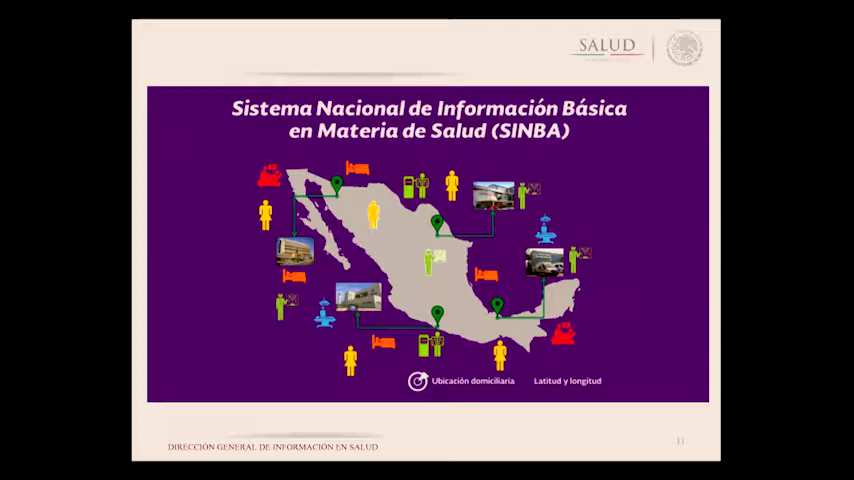 SALUD
Sistema Nacional de Información Básica
en Materia de Salud (SINBA)
Ubicación domiciliaria
Latitud y longitud
DIRECCIÓN GENERAL DE INFORMACIÓN EN SALUD
11